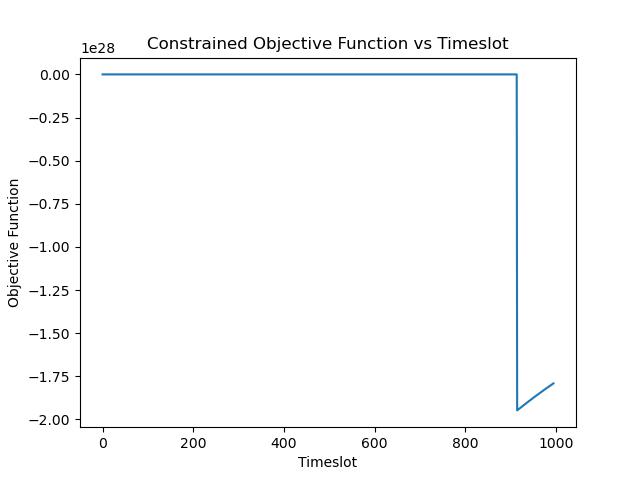 Constrained Objective Function vs Timeslot
1e28
0.00
−0.25
−0.50
−0.75
−1.00
−1.25
−1.50
−1.75
−2.00
Objective Function
0 200 400 600 800 1000
Timeslot